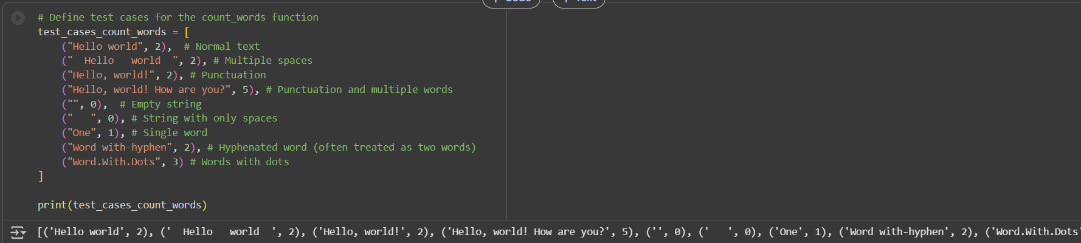 # Define test cases for the count_words function
test_cases_count_words = [
    ("Hello world", 2),  # Normal text
    ("  Hello   world  ", 2), # Multiple spaces
    ("Hello, world!", 2), # Punctuation
    ("Hello, world! How are you?", 5), # Punctuation and multiple words
    ("", 0),  # Empty string
    ("   ", 0), # String with only spaces
    ("One", 1), # Single word
    ("Word with-hyphen", 2), # Hyphenated word (often treated as two words)
    ("Word.With.Dots", 3) # Words with dots
]
print(test_cases_count_words)
[('Hello world', 2), ('  Hello   world  ', 2), ('Hello, world!', 2), ('Hello, world! How are you?', 5), ('', 0), ('   ', 0), ('One', 1), ('Word with-hyphen', 2), ('Word.With.Dots'